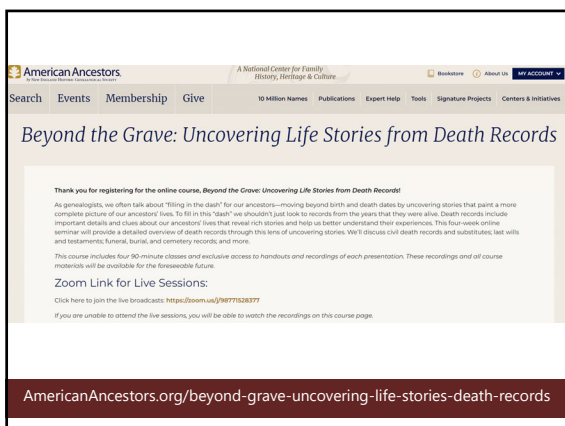 American Ancestors.
by New England Historic Genealogical Society
A National Center for Family
History, Heritage & Culture
Bookstore About Us MY ACCOUNT
Search Events Membership Give 10 Million Names Publications Expert Help Tools Signature Projects Centers & Initiatives
Beyond the Grave: Uncovering Life Stories from Death Records
Thank you for registering for the online course, Beyond the Grave: Uncovering Life Stories from Death Records!
As genealogists, we often talk about "filling in the dash" for our ancestors—moving beyond birth and death dates by uncovering stories that paint a more
complete picture of our ancestors' lives. To fill in this "dash" we shouldn't just look to records from the years that they were alive. Death records include
important details and clues about our ancestors' lives that reveal rich stories and help us better understand their experiences. This four-week online
seminar will provide a detailed overview of death records through this lens of uncovering stories. We'll discuss civil death records and substitutes; last wills
and testaments; funeral, burial, and cemetery records; and more.
This course includes four 90-minute classes and exclusive access to handouts and recordings of each presentation. These recordings and all course
materials will be available for the foreseeable future.
Zoom Link for Live Sessions:
Click here to join the live broadcasts: https://zoom.us/j/98771528377
If you are unable to attend the live sessions, you will be able to watch the recordings on this course page.
AmericanAncestors.org/beyond-grave-uncovering-life-stories-death-records